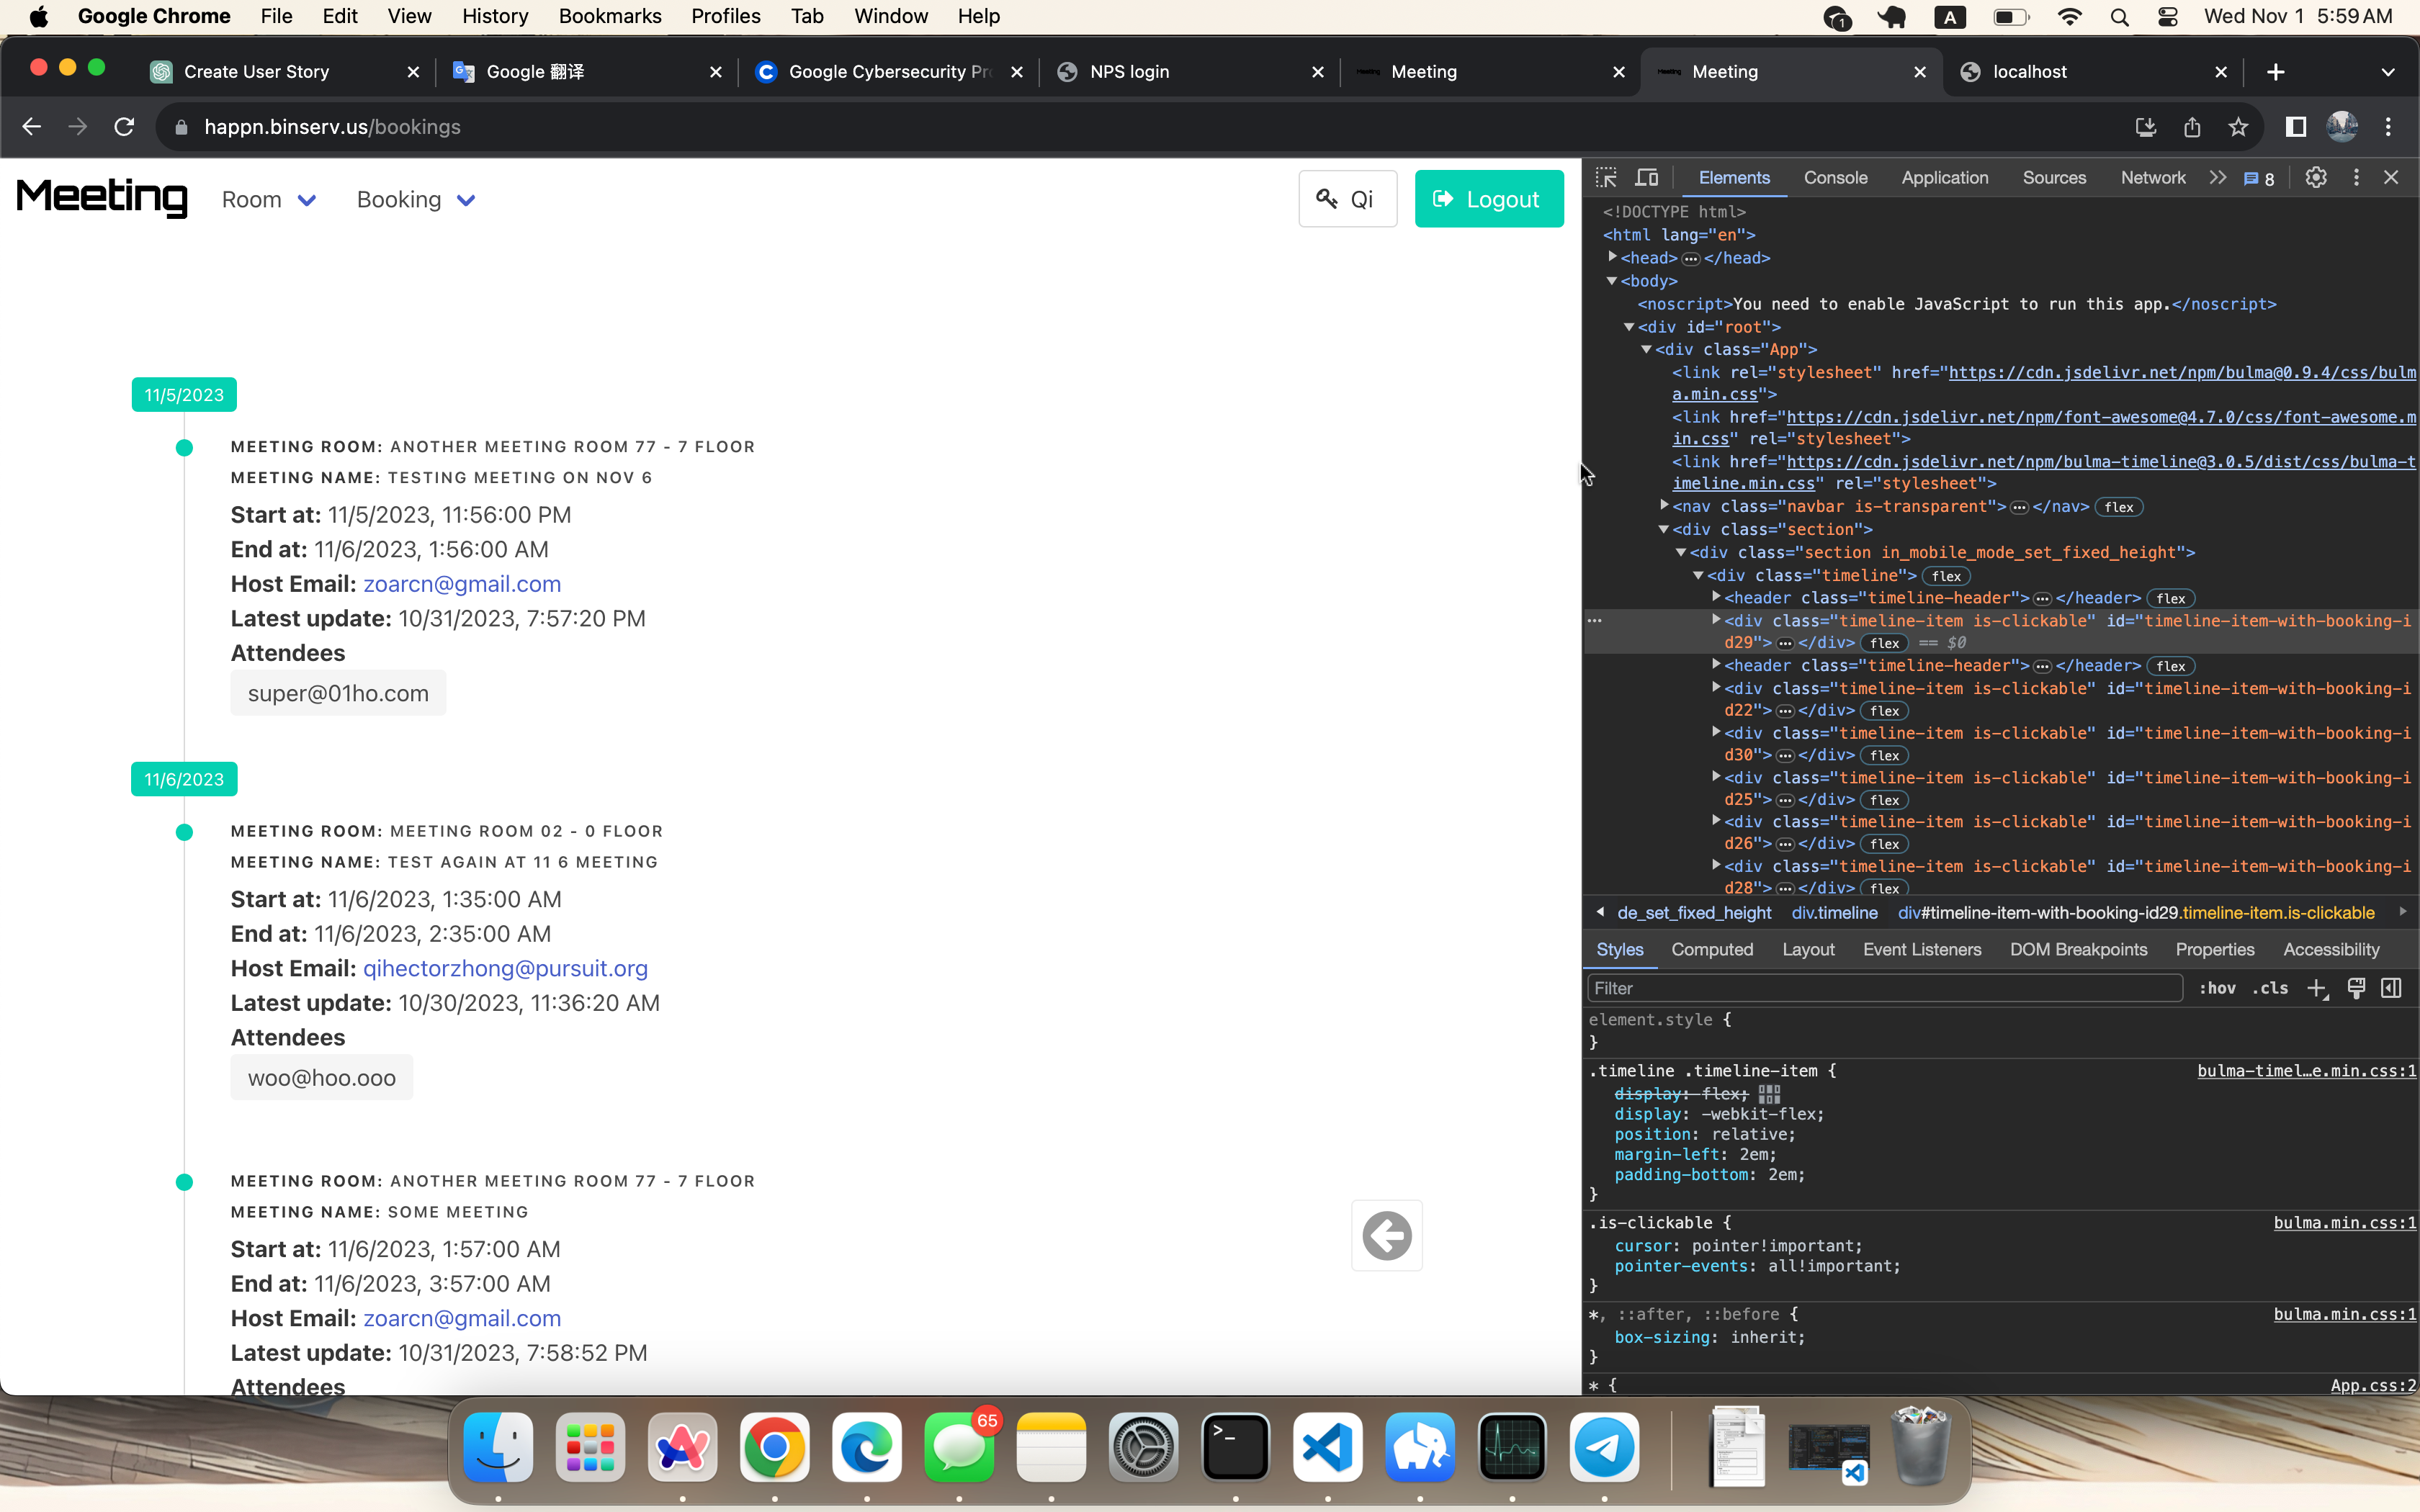 Google Chrome File Edit View History Bookmarks Profiles Tab Window Help 1 A Wed Nov 1 5:59 AM
Create User Story Google 翻译 Google Cybersecurity Pr NPS login Meeting Meeting localhost
happn.binserv.us/bookings
Meeting Room Booking Qi Logout
11/5/2023
MEETING ROOM: ANOTHER MEETING ROOM 77 - 7 FLOOR
MEETING NAME: TESTING MEETING ON NOV 6
Start at: 11/5/2023, 11:56:00 PM
End at: 11/6/2023, 1:56:00 AM
Host Email: zoarcn@gmail.com
Latest update: 10/31/2023, 7:57:20 PM
Attendees
super@01ho.com
11/6/2023
MEETING ROOM: MEETING ROOM 02 - 0 FLOOR
MEETING NAME: TEST AGAIN AT 11 6 MEETING
Start at: 11/6/2023, 1:35:00 AM
End at: 11/6/2023, 2:35:00 AM
Host Email: qihectorzhong@pursuit.org
Latest update: 10/30/2023, 11:36:20 AM
Attendees
woo@hoo.ooo
MEETING ROOM: ANOTHER MEETING ROOM 77 - 7 FLOOR
MEETING NAME: SOME MEETING
Start at: 11/6/2023, 1:57:00 AM
End at: 11/6/2023, 3:57:00 AM
Host Email: zoarcn@gmail.com
Latest update: 10/31/2023, 7:58:52 PM
Attendees
Elements Console Application Sources Network 8
<!DOCTYPE html>
<html lang="en">
<head>…</head>
<body>
<noscript>You need to enable JavaScript to run this app.</noscript>
<div id="root">
<div class="App">
<link rel="stylesheet" href="https://cdn.jsdelivr.net/npm/bulma@0.9.4/css/bulm
a.min.css">
<link href="https://cdn.jsdelivr.net/npm/font-awesome@4.7.0/css/font-awesome.m
in.css" rel="stylesheet">
<link href="https://cdn.jsdelivr.net/npm/bulma-timeline@3.0.5/dist/css/bulma-t
imeline.min.css" rel="stylesheet">
<nav class="navbar is-transparent">…</nav> flex
<div class="section">
<div class="section in_mobile_mode_set_fixed_height">
<div class="timeline"> flex
<header class="timeline-header">…</header> flex
<div class="timeline-item is-clickable" id="timeline-item-with-booking-i
d29">…</div> flex == $0
<header class="timeline-header">…</header> flex
<div class="timeline-item is-clickable" id="timeline-item-with-booking-i
d22">…</div> flex
<div class="timeline-item is-clickable" id="timeline-item-with-booking-i
d30">…</div> flex
<div class="timeline-item is-clickable" id="timeline-item-with-booking-i
d25">…</div> flex
<div class="timeline-item is-clickable" id="timeline-item-with-booking-i
d26">…</div> flex
<div class="timeline-item is-clickable" id="timeline-item-with-booking-i
d28">…</div> flex
de_set_fixed_height div.timeline div#timeline-item-with-booking-id29.timeline-item.is-clickable
Styles Computed Layout Event Listeners DOM Breakpoints Properties Accessibility
Filter :hov .cls
element.style {
}
.timeline .timeline-item { bulma-timel…e.min.css:1
display: flex;
display: -webkit-flex;
position: relative;
margin-left: 2em;
padding-bottom: 2em;
}
.is-clickable { bulma.min.css:1
cursor: pointer!important;
pointer-events: all!important;
}
*, ::after, ::before { bulma.min.css:1
box-sizing: inherit;
}
* { App.css:2
65